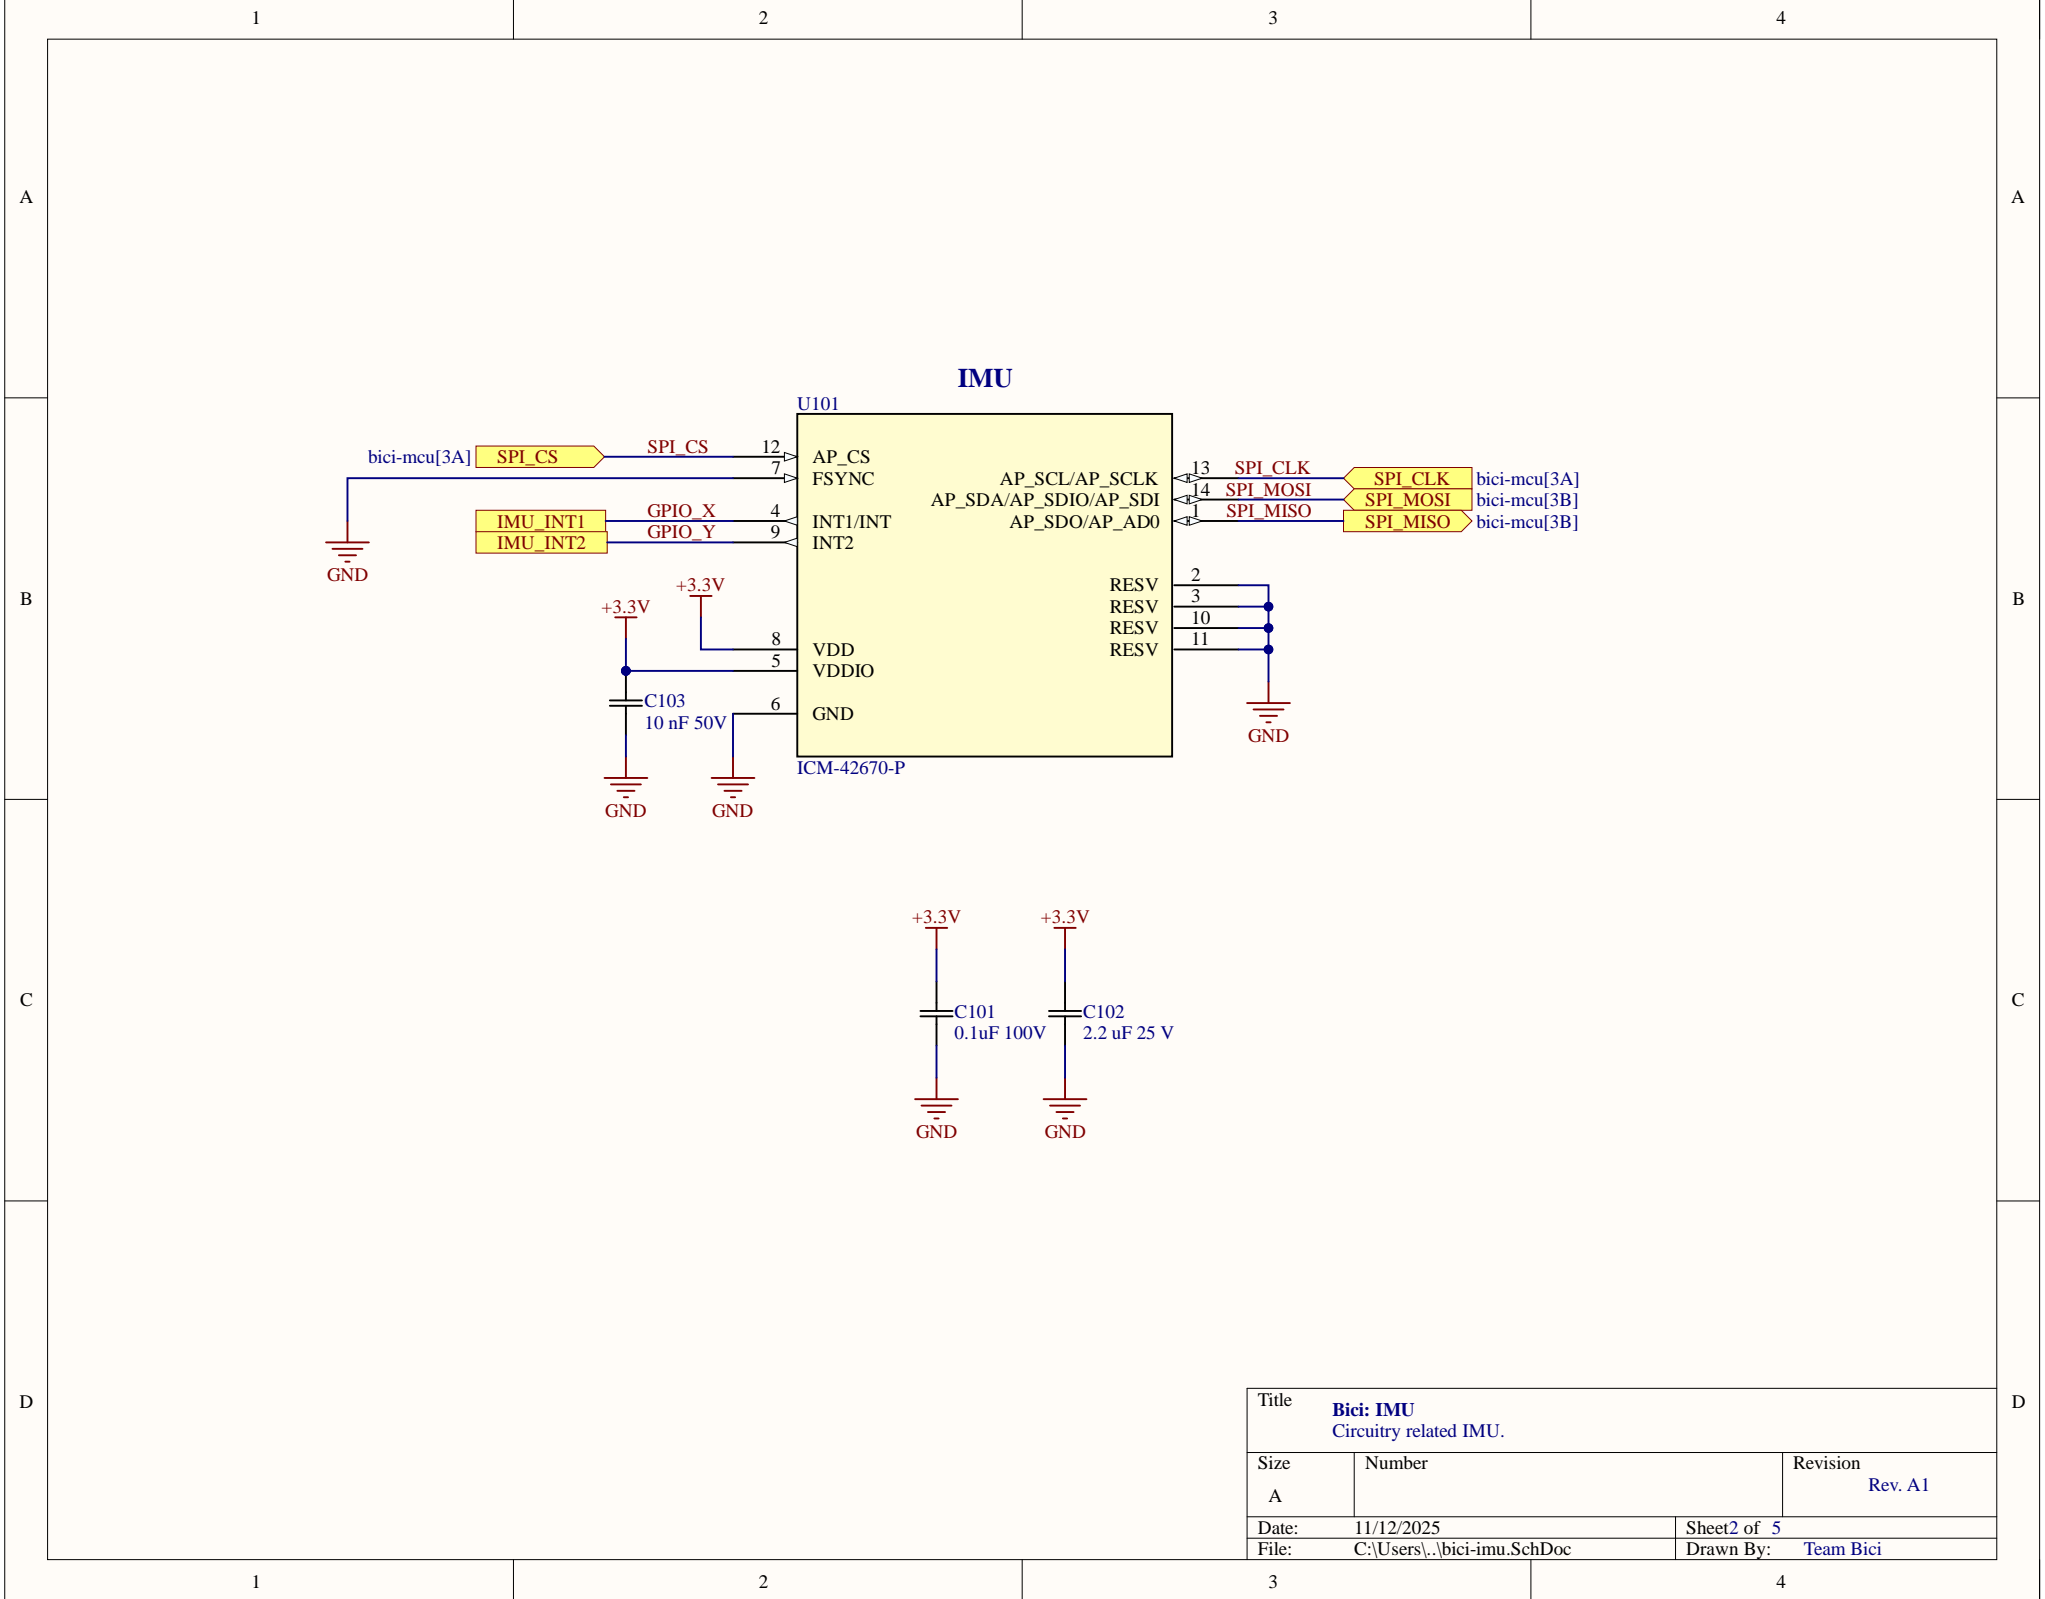 1 2 3 4
A A
IMU
U101
bici-mcu[3A] SPI_CS SPI_CS 12 AP_CS
7 FSYNC
AP_SCL/AP_SCLK 13 SPI_CLK SPI_CLK bici-mcu[3A]
AP_SDA/AP_SDIO/AP_SDI 14 SPI_MOSI SPI_MOSI bici-mcu[3B]
AP_SDO/AP_AD0 1 SPI_MISO SPI_MISO bici-mcu[3B]
IMU_INT1 GPIO_X 4 INT1/INT
IMU_INT2 GPIO_Y 9 INT2
GND
B B
RESV 2
RESV 3
RESV 10
RESV 11
GND
+3.3V
+3.3V
8 VDD
5 VDDIO
C103
10 nF 50V
6 GND
ICM-42670-P
GND GND
+3.3V +3.3V
C C
C101 C102
0.1uF 100V 2.2 uF 25 V
GND GND
D D
Title
Bici: IMU
Circuitry related IMU.
Size Number Revision
A Rev. A1
Date: 11/12/2025 Sheet2 of 5
File: C:\Users\..\bici-imu.SchDoc Drawn By: Team Bici
1 2 3 4